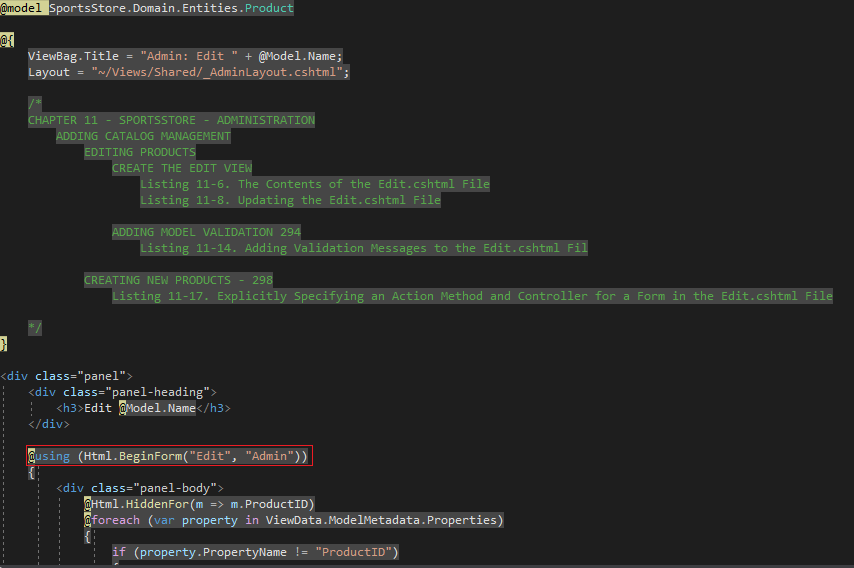 @model SportsStore.Domain.Entities.Product
@{
ViewBag.Title = "Admin: Edit " + @Model.Name;
Layout = "~/Views/Shared/_AdminLayout.cshtml";
/*
CHAPTER 11 - SPORTSSTORE - ADMINISTRATION
ADDING CATALOG MANAGEMENT
EDITING PRODUCTS
CREATE THE EDIT VIEW
Listing 11-6. The Contents of the Edit.cshtml File
Listing 11-8. Updating the Edit.cshtml File
ADDING MODEL VALIDATION 294
Listing 11-14. Adding Validation Messages to the Edit.cshtml Fil
CREATING NEW PRODUCTS - 298
Listing 11-17. Explicitly Specifying an Action Method and Controller for a Form in the Edit.cshtml File
*/
}
<div class="panel">
<div class="panel-heading">
<h3>Edit @Model.Name</h3>
</div>
@using (Html.BeginForm("Edit", "Admin"))
{
<div class="panel-body">
@Html.HiddenFor(m => m.ProductID)
@foreach (var property in ViewData.ModelMetadata.Properties)
{
if (property.PropertyName != "ProductID")